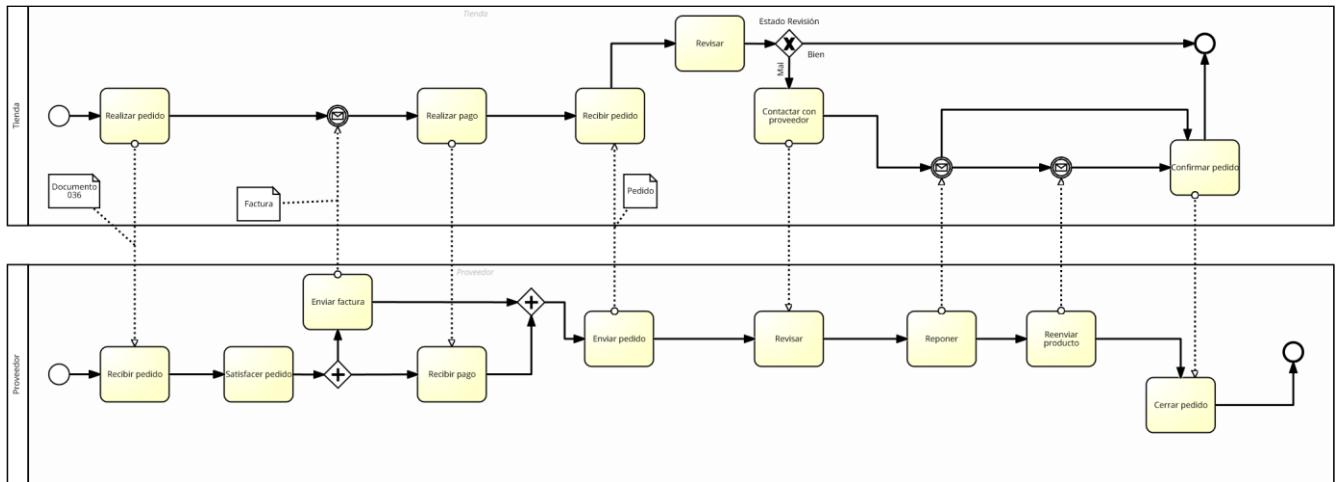 Tienda
Tienda
Estado Revisión
Revisar
Bien
Mal
Realizar pedido
Realizar pago
Recibir pedido
Contactar con
proveedor
Confirmar pedido
Documento
036
Factura
Pedido
Proveedor
Proveedor
Enviar factura
Enviar pedido
Revisar
Reponer
Reenviar
producto
Recibir pedido
Satisfacer pedido
Recibir pago
Cerrar pedido